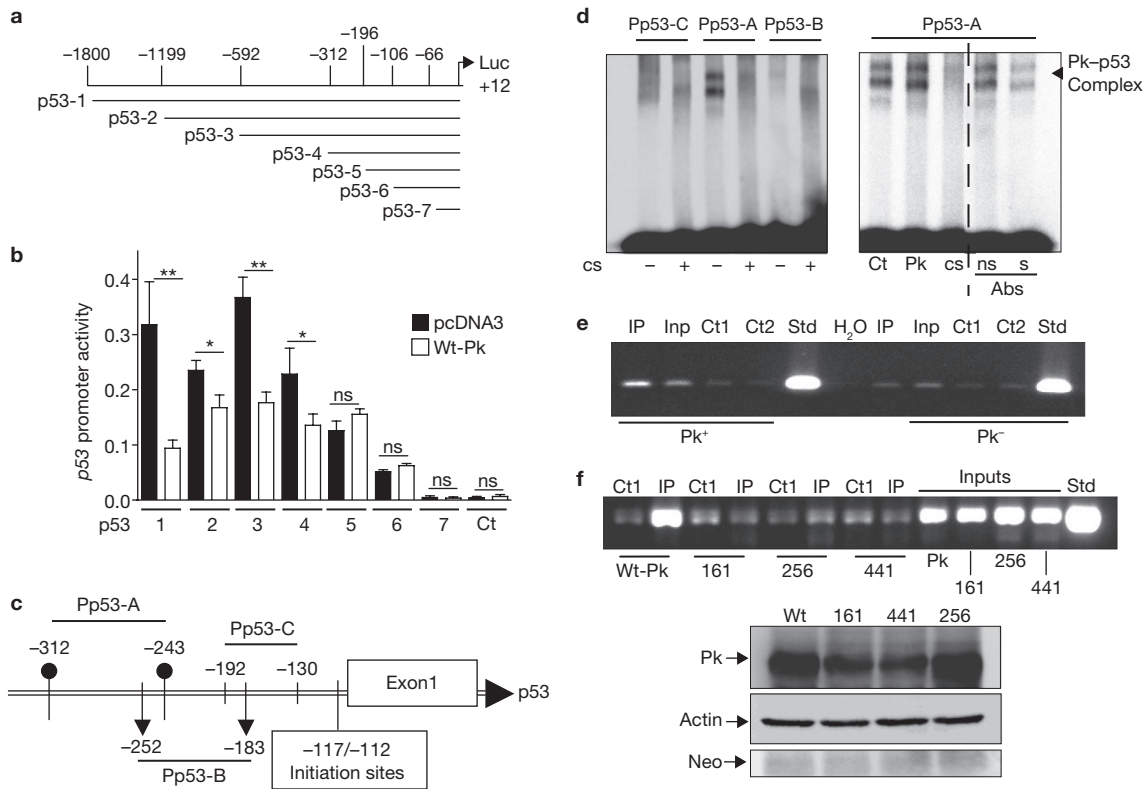 a
−1800 −1199 −592 −312 −196 −106 −66 Luc
+12
p53-1
p53-2
p53-3
p53-4
p53-5
p53-6
p53-7
b
p53 promoter activity
0.4
0.3
0.2
0.1
0.0
** * ** * ns ns ns ns
pcDNA3
Wt-Pk
p53 1 2 3 4 5 6 7 Ct
c
Pp53-A
−312 −243
Pp53-C
−192 −130
Exon1
p53
−252 −183
Pp53-B
−117/−112
Initiation sites
d
Pp53-C Pp53-A Pp53-B
cs − + − + − +
Pp53-A
Pk–p53
Complex
Ct Pk cs ns s
Abs
e
IP Inp Ct1 Ct2 Std H2O IP Inp Ct1 Ct2 Std
Pk+ Pk−
f
Ct1 IP Ct1 IP Ct1 IP Ct1 IP Inputs Std
Wt-Pk 161 256 441 Pk 161 256 441
Wt 161 441 256
Pk
Actin
Neo